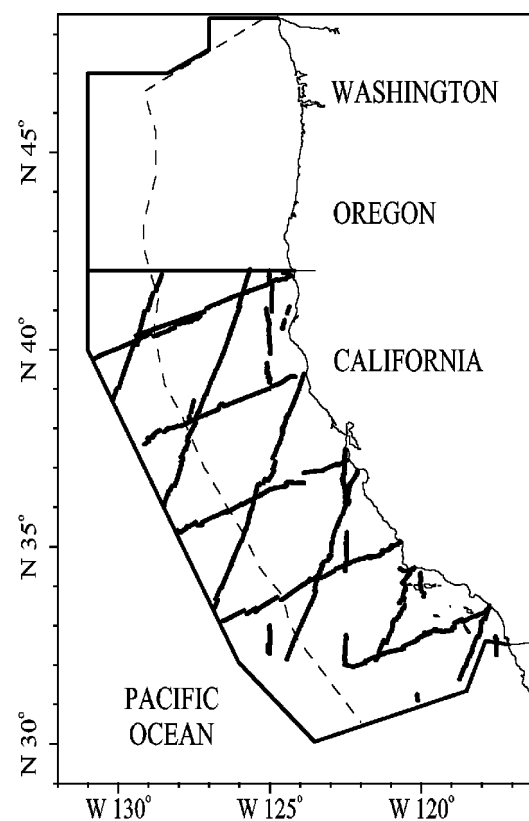 WASHINGTON
N 45°
OREGON
N 40°
CALIFORNIA
N 35°
PACIFIC
OCEAN
N 30°
W 130°
W 125°
W 120°